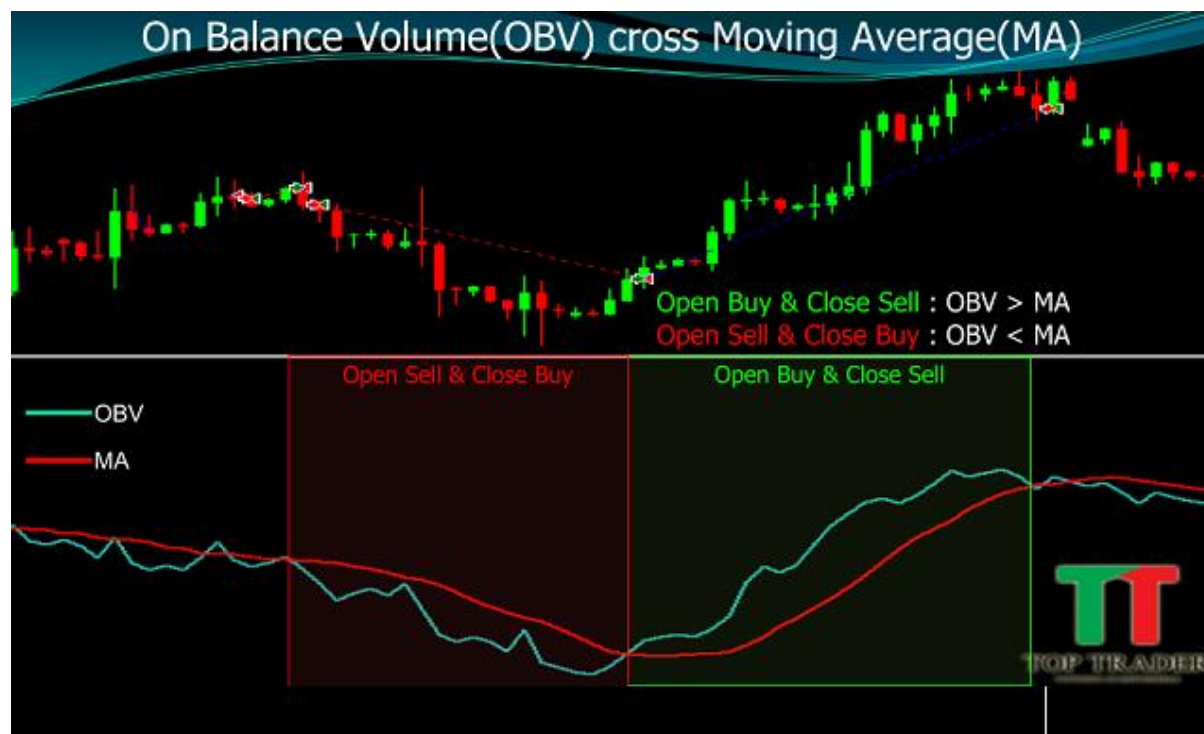 On Balance Volume(OBV) cross Moving Average(MA)
Open Buy & Close Sell : OBV > MA
Open Sell & Close Buy : OBV < MA
Open Sell & Close Buy
Open Buy & Close Sell
OBV
MA
TOP TRADER